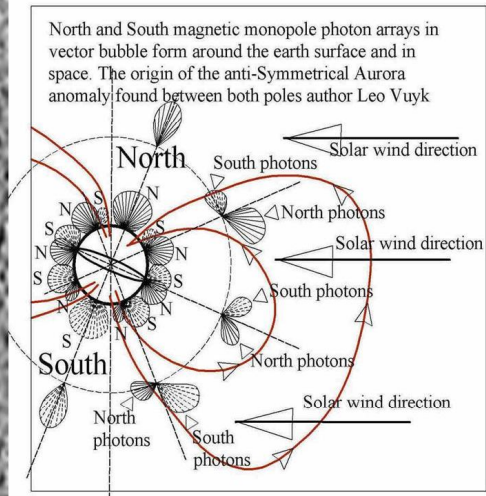 North and South magnetic monopole photon arrays in
vector bubble form around the earth surface and in
space. The origin of the anti-Symmetrical Aurora
anomaly found between both poles author Leo Vuyk
North
Solar wind direction
South photons
N
S
N
North photons
S
S
S
N
N
Solar wind direction
S
S
South photons
N
N
S
S
N
North photons
South
Solar wind direction
North
photons
South
photons